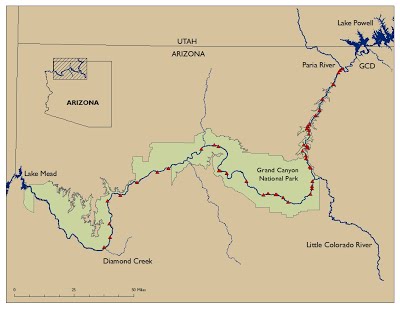 Lake Powell
UTAH
ARIZONA
Paria River
GCD
ARIZONA
Grand Canyon
National Park
Lake Mead
Little Colorado River
Diamond Creek
0 25 50 Miles